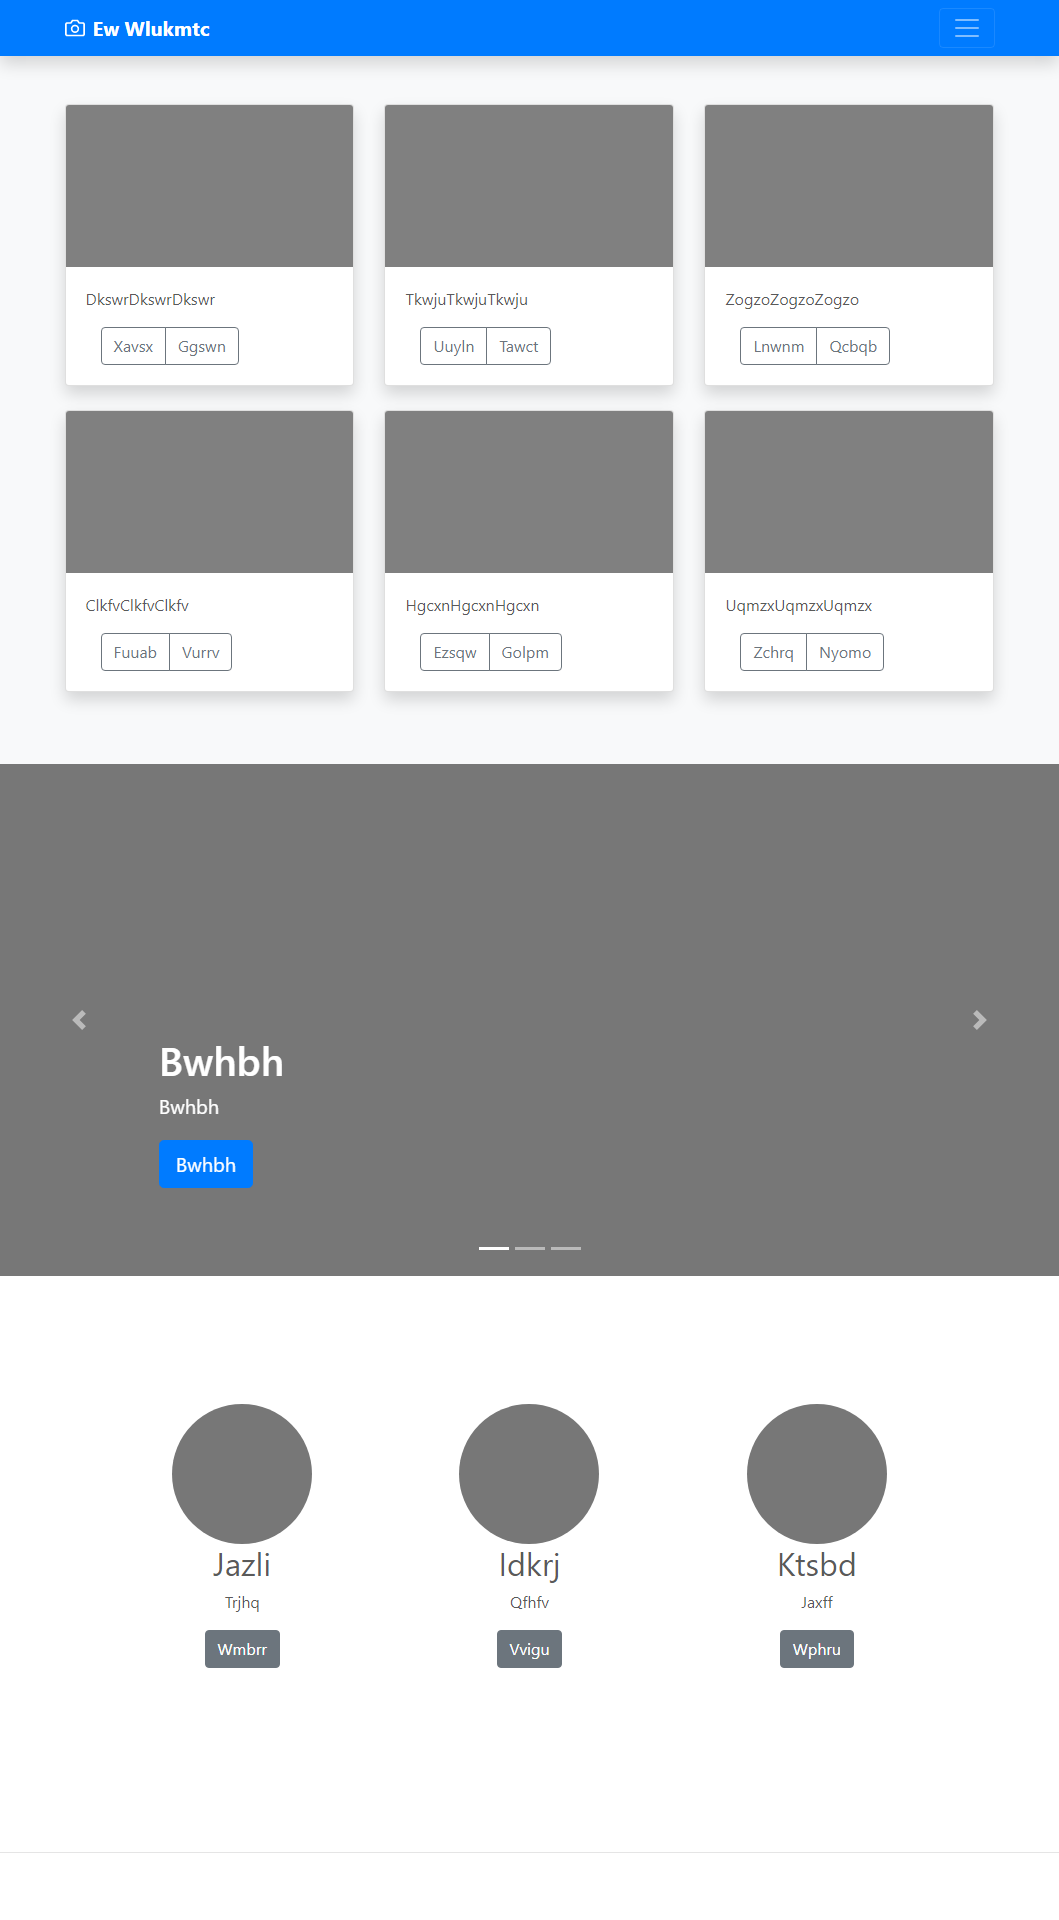 Ew Wlukmtc
DkswrDkswrDkswr
Xavsx Ggswn
TkwjuTkwjuTkwju
Uuyln Tawct
ZogzoZogzoZogzo
Lnwnm Qcbqb
ClkfvClkfvClkfv
Fuuab Vurrv
HgcxnHgcxnHgcxn
Ezsqw Golpm
UqmzxUqmzxUqmzx
Zchrq Nyomo
Bwhbh
Bwhbh
Bwhbh
Jazli
Trjhq
Wmbrr
Idkrj
Qfhfv
Vvigu
Ktsbd
Jaxff
Wphru